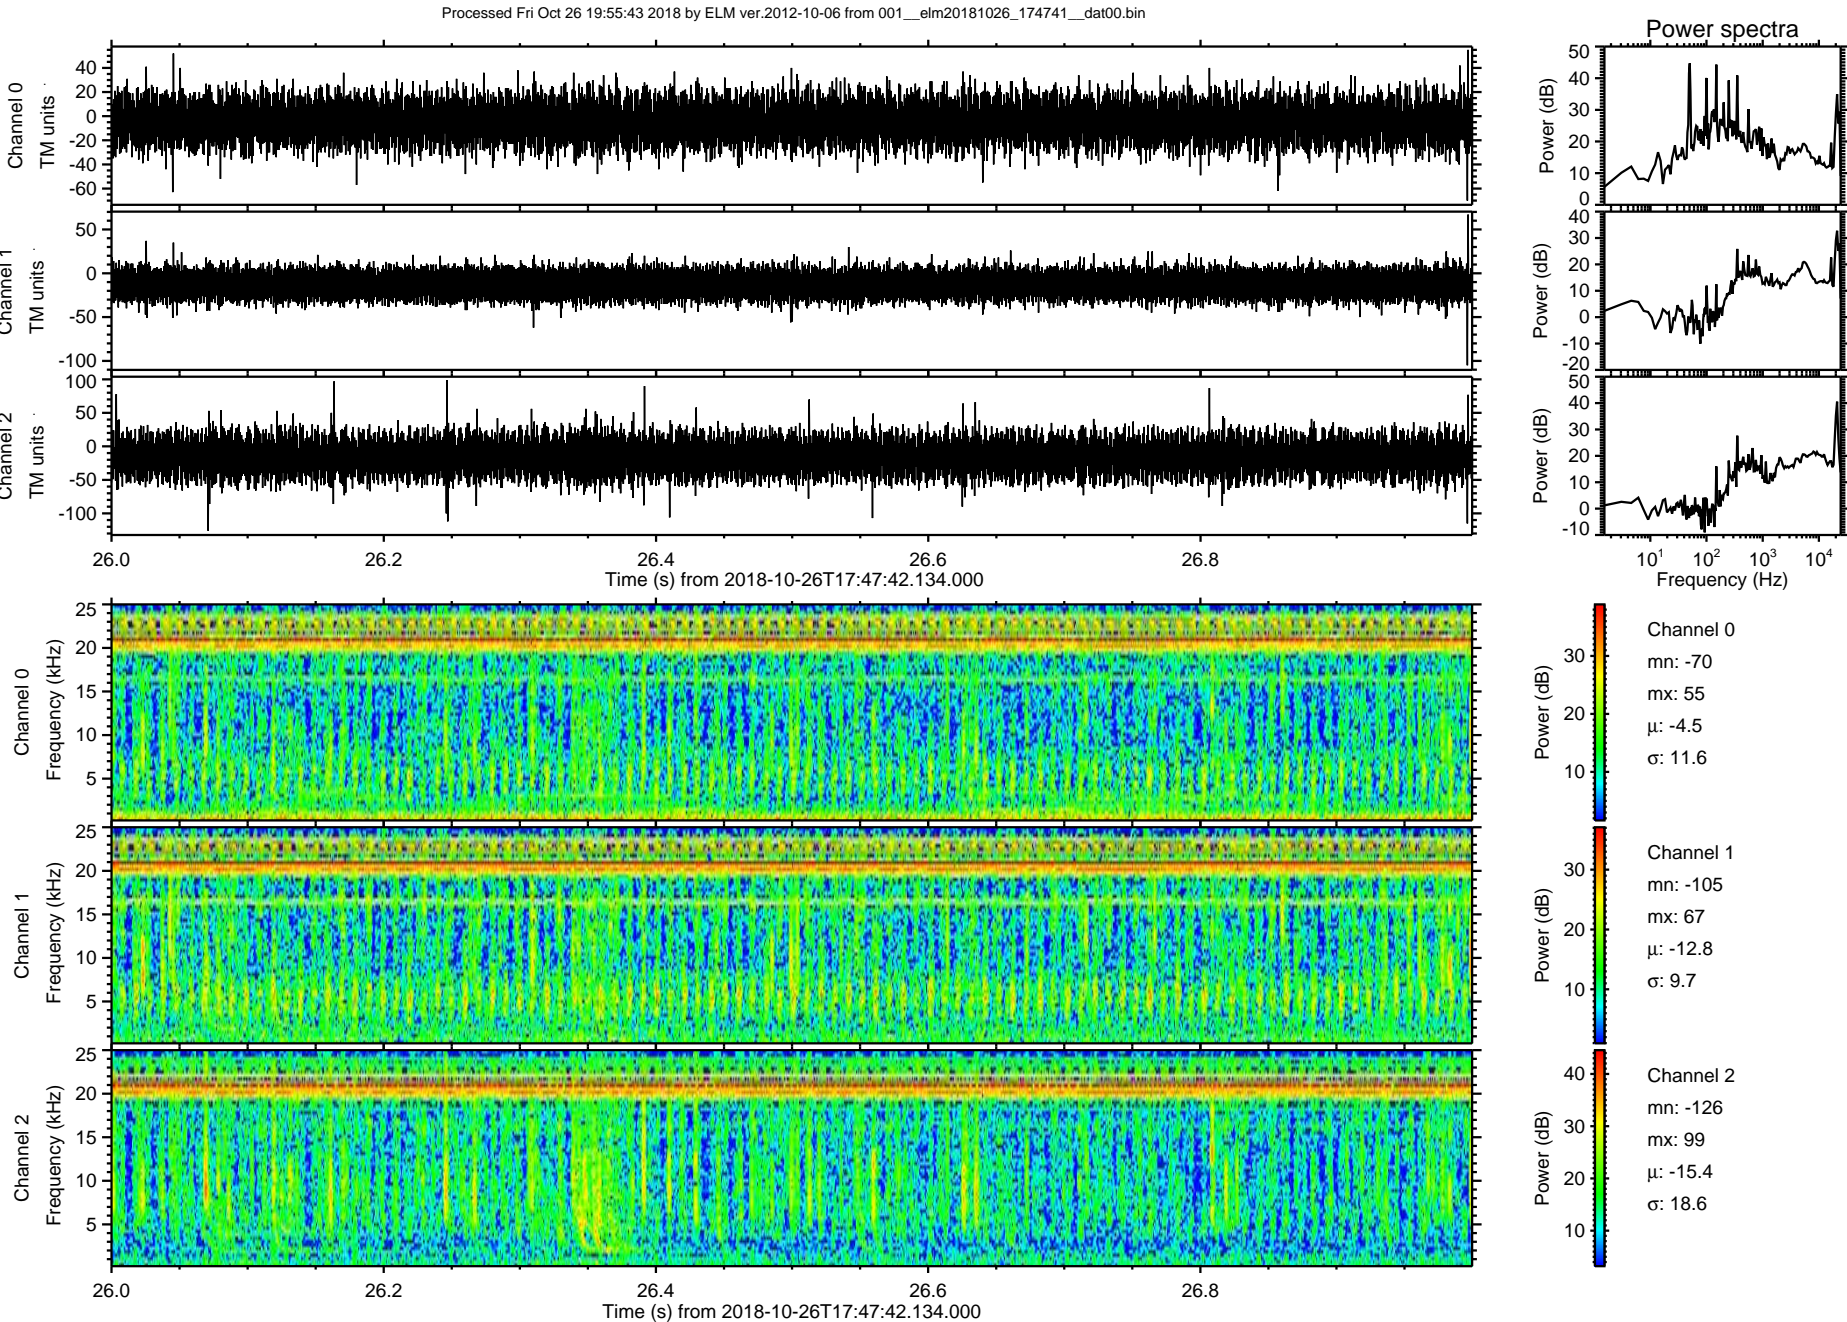 Processed Fri Oct 26 19:55:43 2018 by ELM ver.2012-10-06 from 001__elm20181026_174741__dat00.bin
Power spectra
Channel 0
TM units
40
20
0
-20
-40
-60
Power (dB)
50
40
30
20
10
0
Channel 1
TM units
50
0
-50
-100
Power (dB)
40
30
20
10
0
-10
-20
Channel 2
TM units
100
50
0
-50
-100
Power (dB)
50
40
30
20
10
0
-10
26.0 26.2 26.4 26.6 26.8
Time (s) from 2018-10-26T17:47:42.134.000
10^1 10^2 10^3 10^4
Frequency (Hz)
Channel 0
Frequency (kHz)
25
20
15
10
5
Power (dB)
30
20
10
Channel 0
mn: -70
mx: 55
μ: -4.5
σ: 11.6
Channel 1
Frequency (kHz)
25
20
15
10
5
Power (dB)
30
20
10
Channel 1
mn: -105
mx: 67
μ: -12.8
σ: 9.7
Channel 2
Frequency (kHz)
25
20
15
10
5
Power (dB)
40
30
20
10
Channel 2
mn: -126
mx: 99
μ: -15.4
σ: 18.6
26.0 26.2 26.4 26.6 26.8
Time (s) from 2018-10-26T17:47:42.134.000